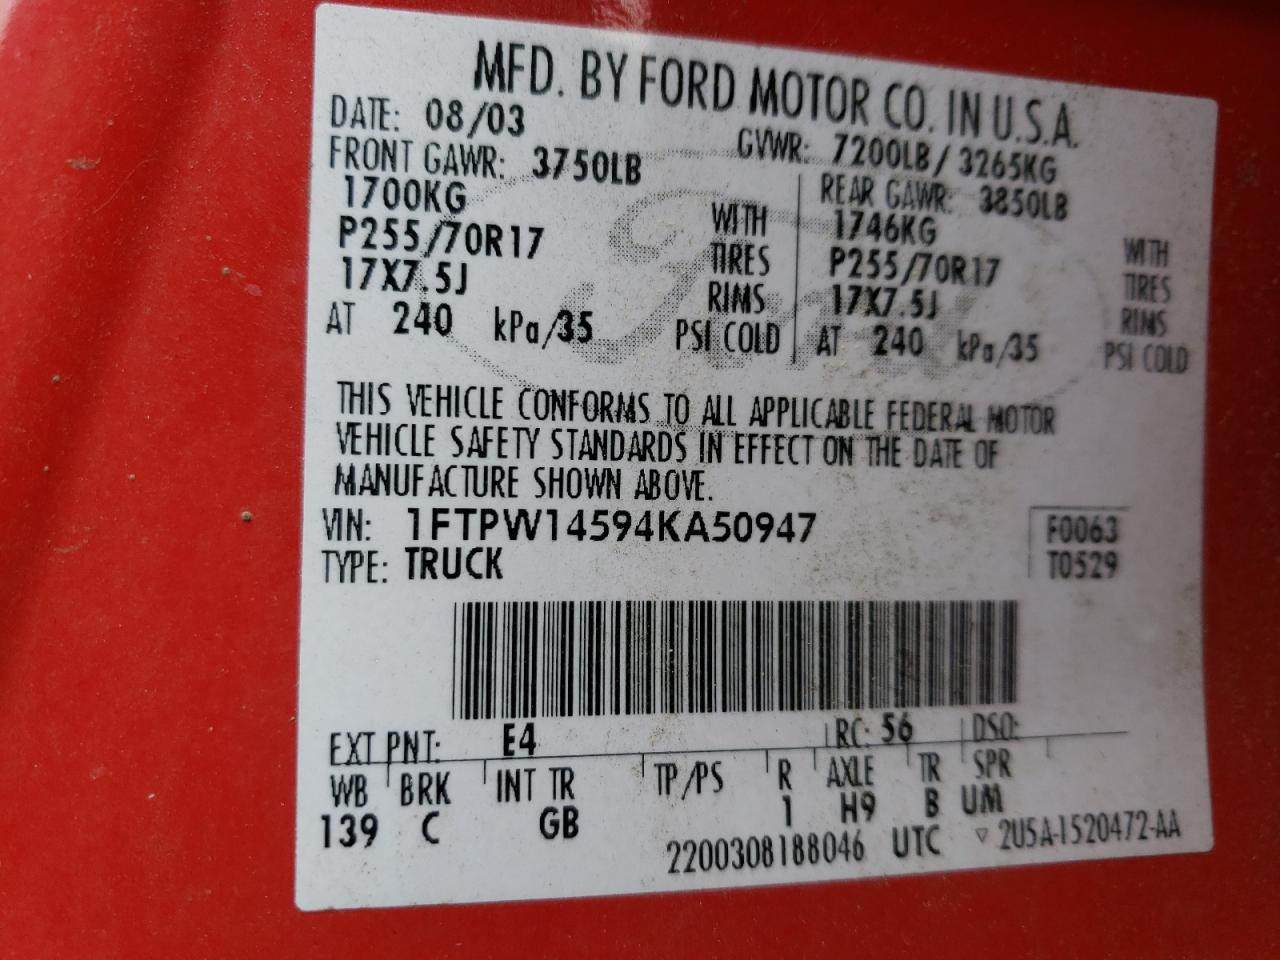 MFD. BY FORD MOTOR CO. IN U.S.A.
DATE: 08/03 GVWR: 7200LB/ 3265KG
FRONT GAWR: 3750LB REAR GAWR: 3850LB
1700KG WITH 1746KG WITH
P255/70R17 TIRES P255/70R17 TIRES
17X7.5J RIMS 17X7.5J RIMS
AT 240 kPa/35 PSI COLD AT 240 kPa/35 PSI COLD
THIS VEHICLE CONFORMS TO ALL APPLICABLE FEDERAL MOTOR
VEHICLE SAFETY STANDARDS IN EFFECT ON THE DATE OF
MANUFACTURE SHOWN ABOVE.
VIN: 1FTPW14594KA50947 F0063
TYPE: TRUCK T0529
EXT PNT: E4 RC: 56 DSO:
WB BRK INT TR TP/PS R AXLE TR SPR
139 C GB 1 H9 B UM
2200308188046 UTC ▽ 2U5A-1520472-AA